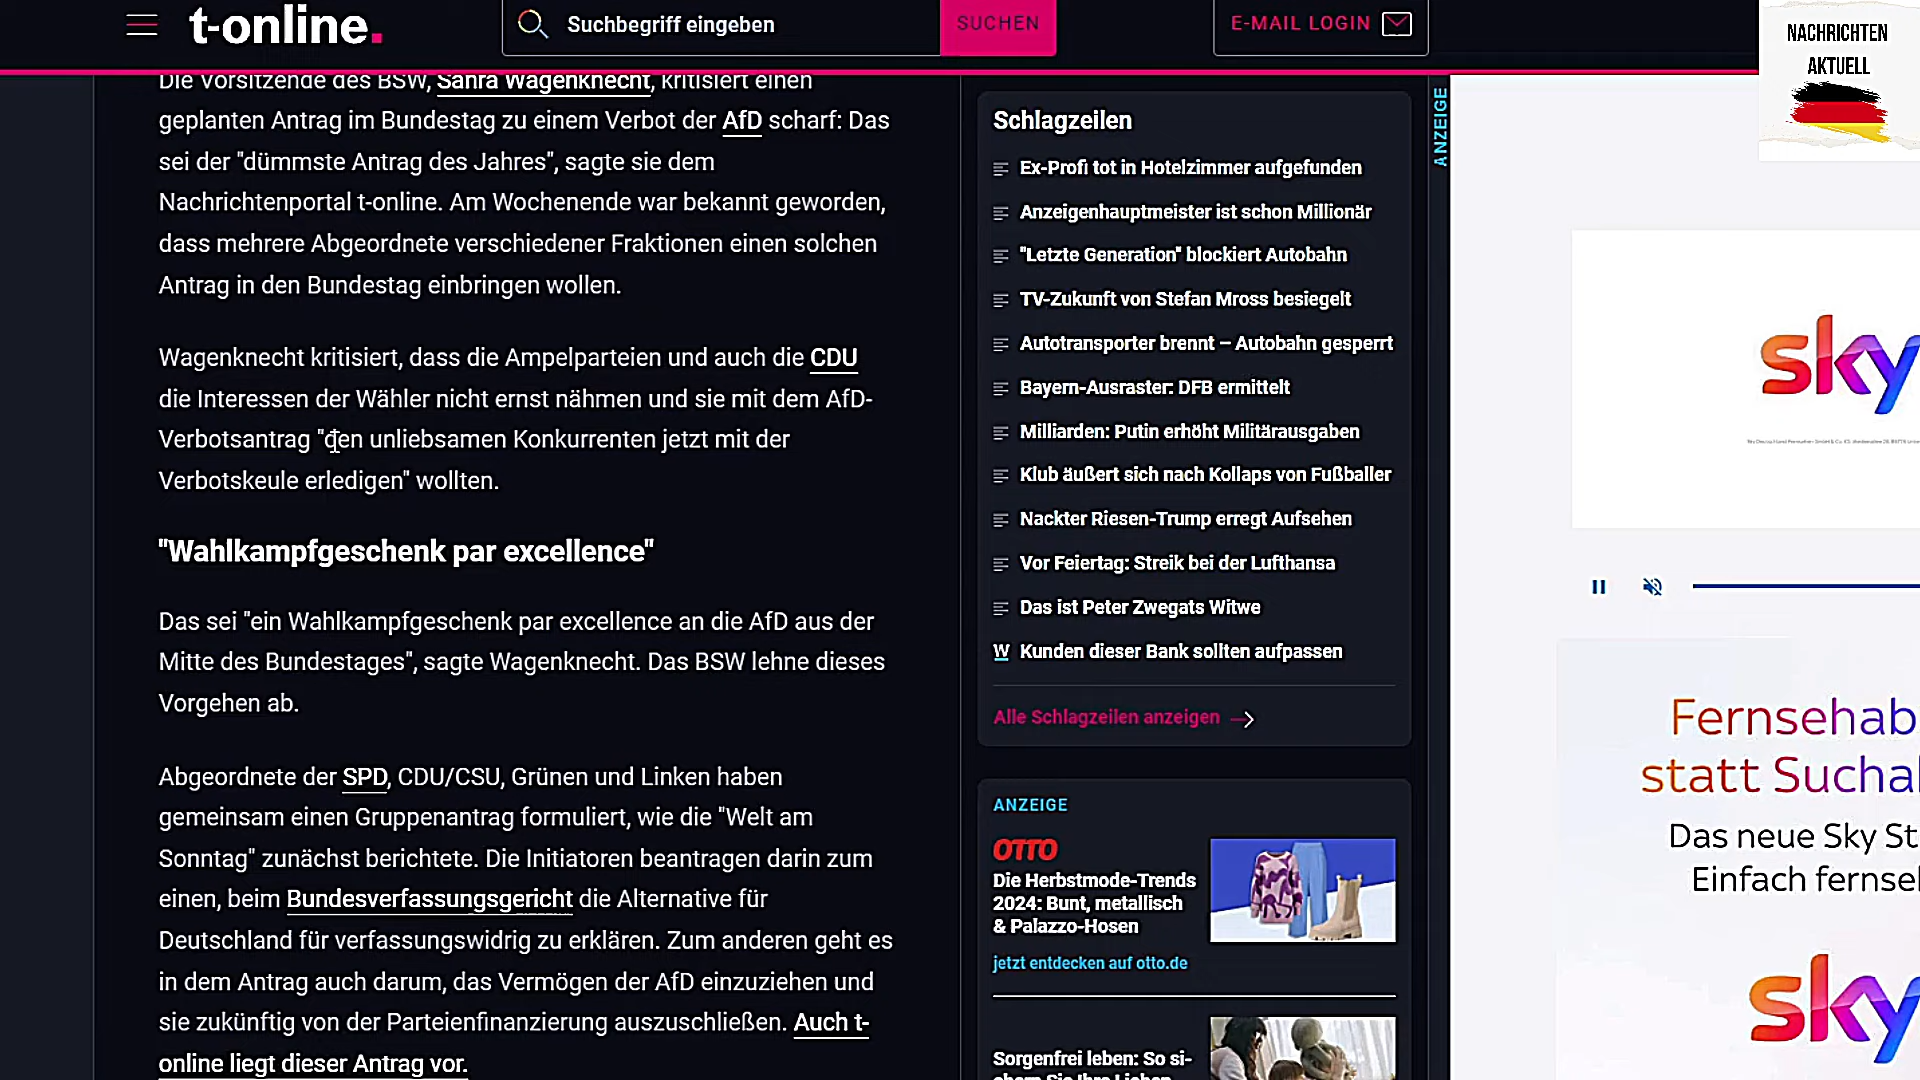 t-online.
Suchbegriff eingeben
SUCHEN
E-MAIL LOGIN
NACHRICHTEN
AKTUELL
Die Vorsitzende des BSW, Sahra Wagenknecht, kritisiert einen
geplanten Antrag im Bundestag zu einem Verbot der AfD scharf: Das
sei der "dümmste Antrag des Jahres", sagte sie dem
Nachrichtenportal t-online. Am Wochenende war bekannt geworden,
dass mehrere Abgeordnete verschiedener Fraktionen einen solchen
Antrag in den Bundestag einbringen wollen.
Wagenknecht kritisiert, dass die Ampelparteien und auch die CDU
die Interessen der Wähler nicht ernst nähmen und sie mit dem AfD-
Verbotsantrag "den unliebsamen Konkurrenten jetzt mit der
Verbotskeule erledigen" wollten.
"Wahlkampfgeschenk par excellence"
Das sei "ein Wahlkampfgeschenk par excellence an die AfD aus der
Mitte des Bundestages", sagte Wagenknecht. Das BSW lehne dieses
Vorgehen ab.
Abgeordnete der SPD, CDU/CSU, Grünen und Linken haben
gemeinsam einen Gruppenantrag formuliert, wie die "Welt am
Sonntag" zunächst berichtete. Die Initiatoren beantragen darin zum
einen, beim Bundesverfassungsgericht die Alternative für
Deutschland für verfassungswidrig zu erklären. Zum anderen geht es
in dem Antrag auch darum, das Vermögen der AfD einzuziehen und
sie zukünftig von der Parteienfinanzierung auszuschließen. Auch t-
online liegt dieser Antrag vor.
Schlagzeilen
Ex-Profi tot in Hotelzimmer aufgefunden
Anzeigenhauptmeister ist schon Millionär
"Letzte Generation" blockiert Autobahn
TV-Zukunft von Stefan Mross besiegelt
Autotransporter brennt – Autobahn gesperrt
Bayern-Ausraster: DFB ermittelt
Milliarden: Putin erhöht Militärausgaben
Klub äußert sich nach Kollaps von Fußballer
Nackter Riesen-Trump erregt Aufsehen
Vor Feiertag: Streik bei der Lufthansa
Das ist Peter Zwegats Witwe
W Kunden dieser Bank sollten aufpassen
Alle Schlagzeilen anzeigen
ANZEIGE
OTTO
Die Herbstmode-Trends
2024: Bunt, metallisch
& Palazzo-Hosen
jetzt entdecken auf otto.de
Sorgenfrei leben: So si-
chern Sie Ihre Lieben
ANZEIGE
sky
Fernsehab
statt Suchal
Das neue Sky St
Einfach fernsel
sky